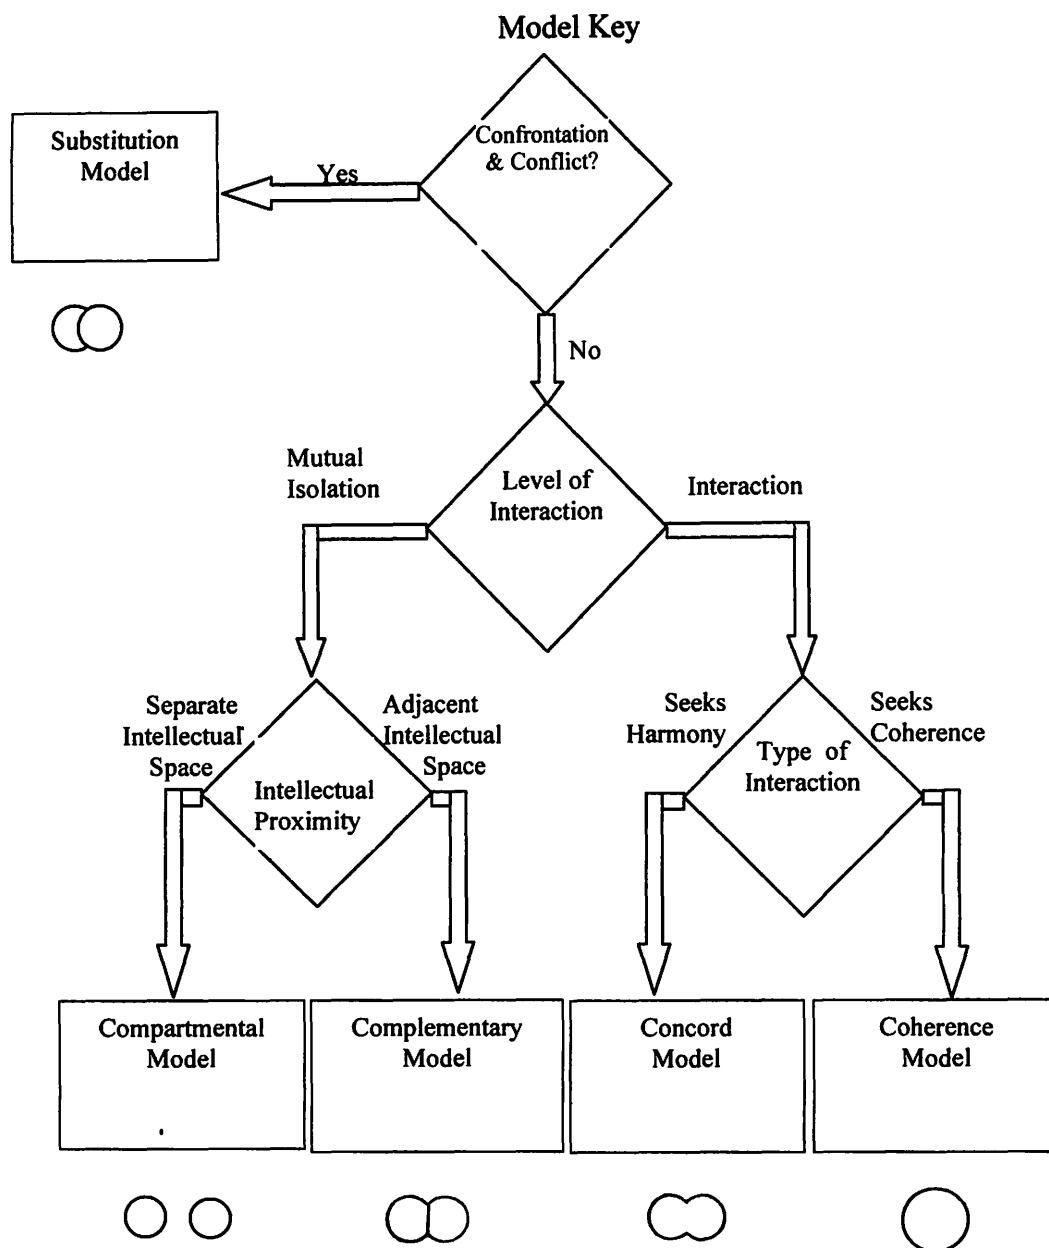 Model Key
Confrontation
& Conflict?
Substitution
Model
Yes
No
Mutual
Isolation
Level of
Interaction
Interaction
Separate
Intellectual
Space
Adjacent
Intellectual
Space
Intellectual
Proximity
Seeks
Harmony
Seeks
Coherence
Type of
Interaction
Compartmental
Model
Complementary
Model
Concord
Model
Coherence
Model